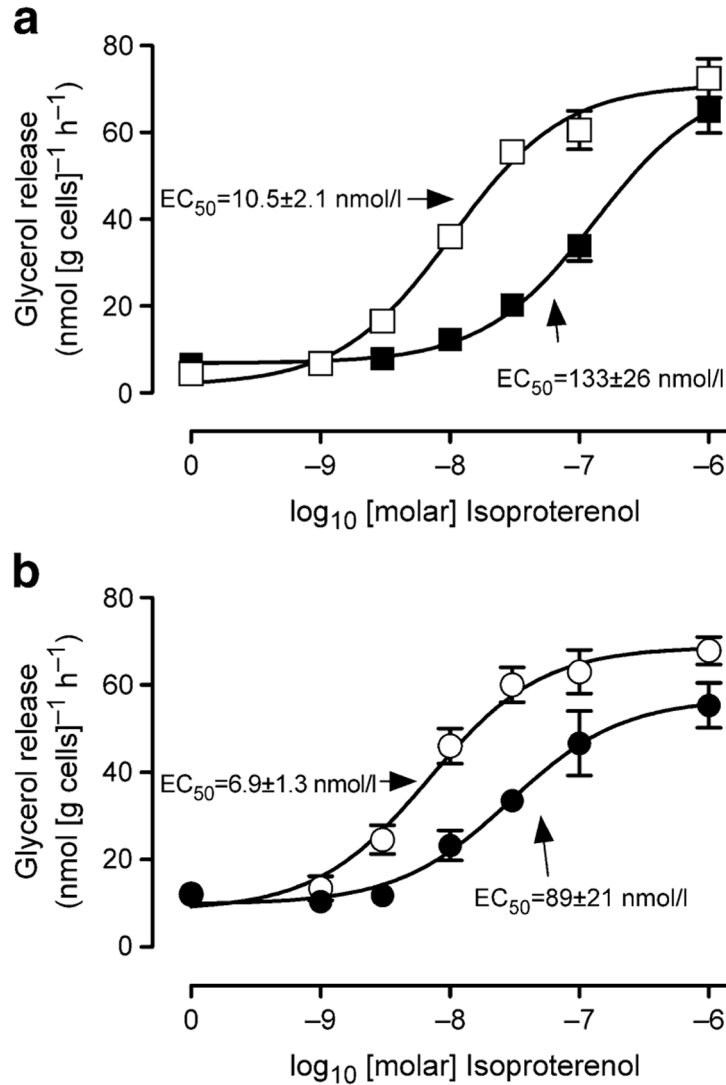 a
Glycerol release
(nmol [g cells]⁻¹ h⁻¹)
80
60
40
20
0
EC₅₀=10.5±2.1 nmol/l
EC₅₀=133±26 nmol/l
0 –9 –8 –7 –6
log₁₀ [molar] Isoproterenol
b
Glycerol release
(nmol [g cells]⁻¹ h⁻¹)
80
60
40
20
0
EC₅₀=6.9±1.3 nmol/l
EC₅₀=89±21 nmol/l
0 –9 –8 –7 –6
log₁₀ [molar] Isoproterenol